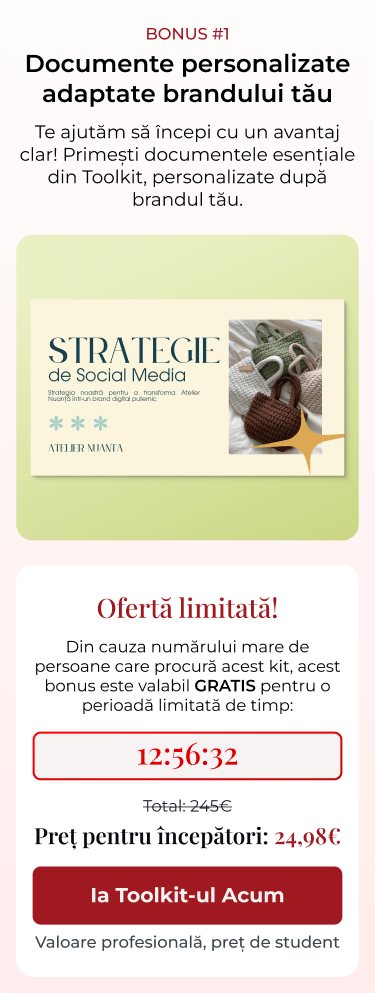 BONUS #1
Documente personalizate
adaptate brandului tău
Te ajutăm să începi cu un avantaj
clar! Primești documentele esențiale
din Toolkit, personalizate după
brandul tău.
STRATEGIE
de Social Media
Strategia noastră pentru a transforma Atelier
Nuanța într-un brand digital puternic
ATELIER NUANTA
Ofertă limitată!
Din cauza numărului mare de
persoane care procură acest kit, acest
bonus este valabil GRATIS pentru o
perioadă limitată de timp:
12:56:32
Total: 245€
Preț pentru începători: 24,98€
Ia Toolkit-ul Acum
Valoare profesională, preț de student